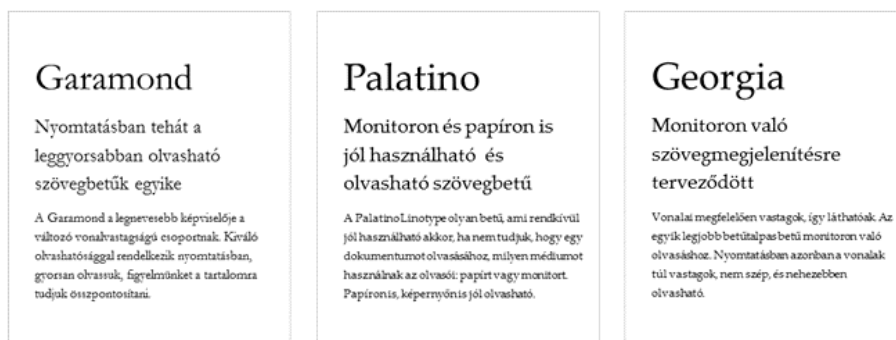 Garamond
Nyomtatásban tehát a
leggyorsabban olvasható
szövegbetűk egyike
A Garamond a legnevesebb képviselője a
változó vonalvastagságú csoportnak. Kiváló
olvashatósággal rendelkezik nyomtatásban,
gyorsan olvassuk, figyelmünket a tartalomra
tudjuk összpontosítani.
Palatino
Monitoron és papíron is
jól használható és
olvasható szövegbetű
A Palatino Linotype olyan betű, ami rendkívül
jól használható akkor, ha nem tudjuk, hogy egy
dokumentumot olvasásához, milyen médiumot
használnak az olvasói: papírt vagy monitort.
Papíron is, képernyőn is jól olvasható.
Georgia
Monitoron való
szövegmegjelenítésre
terveződött
Vonalai megfelelően vastagok, így láthatóak. Az
egyik legjobb betűtalpas betű monitoron való
olvasáshoz. Nyomtatásban azonban a vonalak
túl vastagok, nem szép, és nehezebben
olvasható.